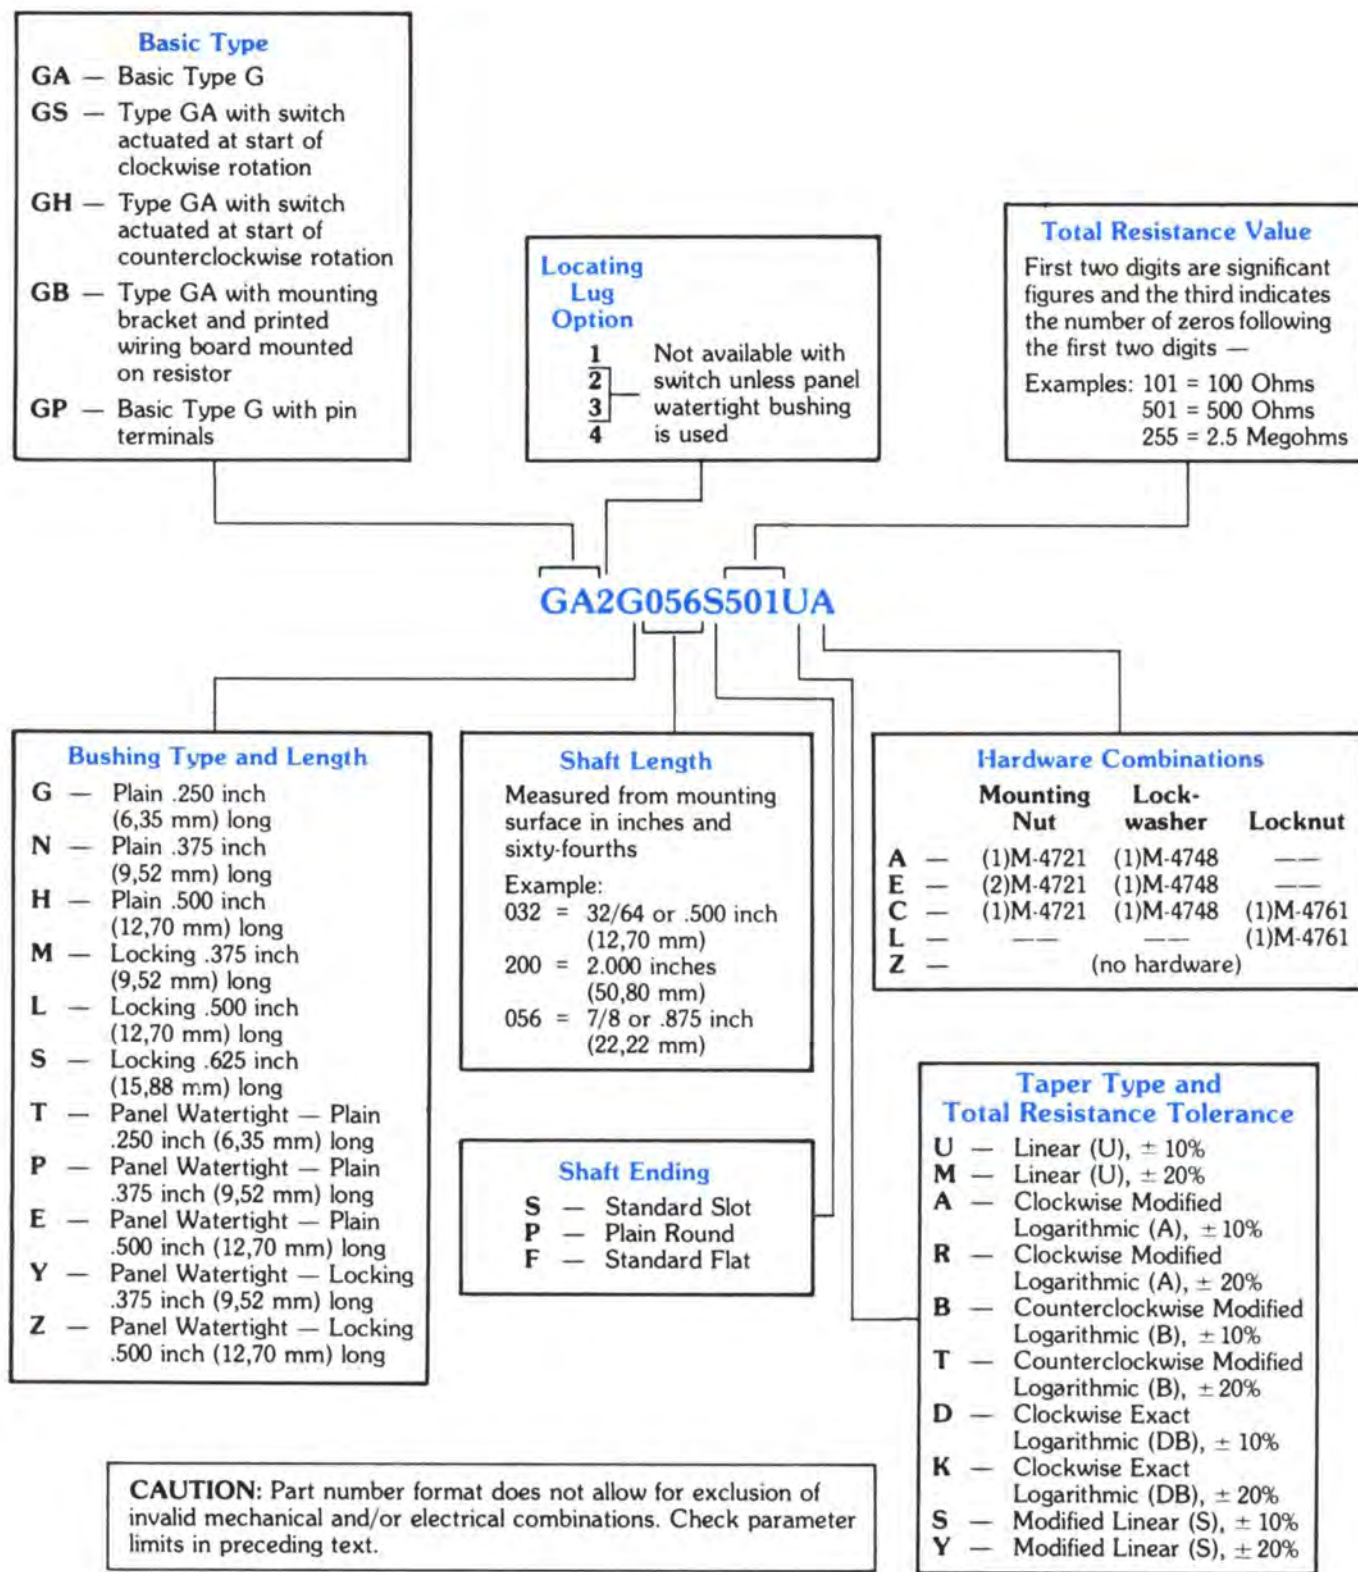 Basic Type
GA — Basic Type G
GS — Type GA with switch
actuated at start of
clockwise rotation
GH — Type GA with switch
actuated at start of
counterclockwise rotation
GB — Type GA with mounting
bracket and printed
wiring board mounted
on resistor
GP — Basic Type G with pin
terminals
Locating
Lug
Option
1 Not available with
2 switch unless panel
3 watertight bushing
4 is used
Total Resistance Value
First two digits are significant
figures and the third indicates
the number of zeros following
the first two digits —
Examples: 101 = 100 Ohms
501 = 500 Ohms
255 = 2.5 Megohms
GA2G056S501UA
Bushing Type and Length
G — Plain .250 inch
(6,35 mm) long
N — Plain .375 inch
(9,52 mm) long
H — Plain .500 inch
(12,70 mm) long
M — Locking .375 inch
(9,52 mm) long
L — Locking .500 inch
(12,70 mm) long
S — Locking .625 inch
(15,88 mm) long
T — Panel Watertight — Plain
.250 inch (6,35 mm) long
P — Panel Watertight — Plain
.375 inch (9,52 mm) long
E — Panel Watertight — Plain
.500 inch (12,70 mm) long
Y — Panel Watertight — Locking
.375 inch (9,52 mm) long
Z — Panel Watertight — Locking
.500 inch (12,70 mm) long
Shaft Length
Measured from mounting
surface in inches and
sixty-fourths
Example:
032 = 32/64 or .500 inch
(12,70 mm)
200 = 2.000 inches
(50,80 mm)
056 = 7/8 or .875 inch
(22,22 mm)
Shaft Ending
S — Standard Slot
P — Plain Round
F — Standard Flat
Hardware Combinations
Mounting Lock-
Nut washer Locknut
A — (1)M-4721 (1)M-4748 ——
E — (2)M-4721 (1)M-4748 ——
C — (1)M-4721 (1)M-4748 (1)M-4761
L — —— —— (1)M-4761
Z — (no hardware)
Taper Type and
Total Resistance Tolerance
U — Linear (U), ± 10%
M — Linear (U), ± 20%
A — Clockwise Modified
Logarithmic (A), ± 10%
R — Clockwise Modified
Logarithmic (A), ± 20%
B — Counterclockwise Modified
Logarithmic (B), ± 10%
T — Counterclockwise Modified
Logarithmic (B), ± 20%
D — Clockwise Exact
Logarithmic (DB), ± 10%
K — Clockwise Exact
Logarithmic (DB), ± 20%
S — Modified Linear (S), ± 10%
Y — Modified Linear (S), ± 20%
CAUTION: Part number format does not allow for exclusion of
invalid mechanical and/or electrical combinations. Check parameter
limits in preceding text.